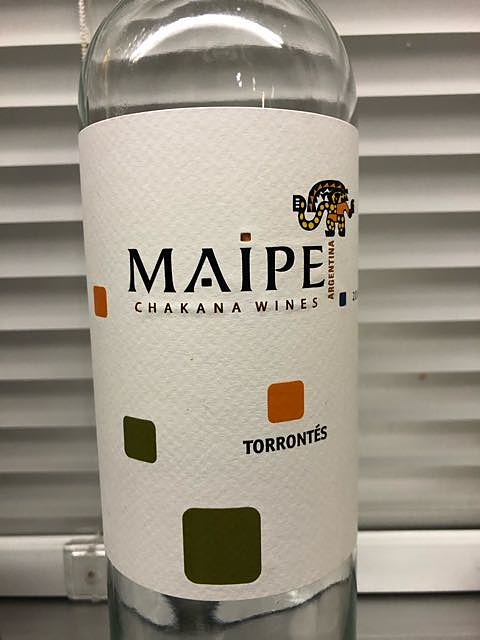 MAIPE
CHAKANA WINES
ARGENTINA
TORRONTÉS